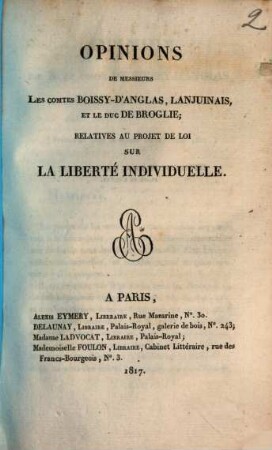 2
OPINIONS
DE MESSIEURS
LES COMTES BOISSY-D'ANGLAS, LANJUINAIS,
ET LE DUC DE BROGLIE;
RELATIVES AU PROJET DE LOI
SUR
LA LIBERTÉ INDIVIDUELLE.
A PARIS,
ALEXIS EYMERY, LIBRAIRE, Rue Mazarine, N°. 30.
DELAUNAY, LIBRAIRE, Palais-Royal, galerie de bois, N°. 243;
Madame LADVOCAT, LIBRAIRE, Palais-Royal;
Mademoiselle FOULON, LIBRAIRE, Cabinet Littéraire, rue des
Francs-Bourgeois, N°. 3.
1817.